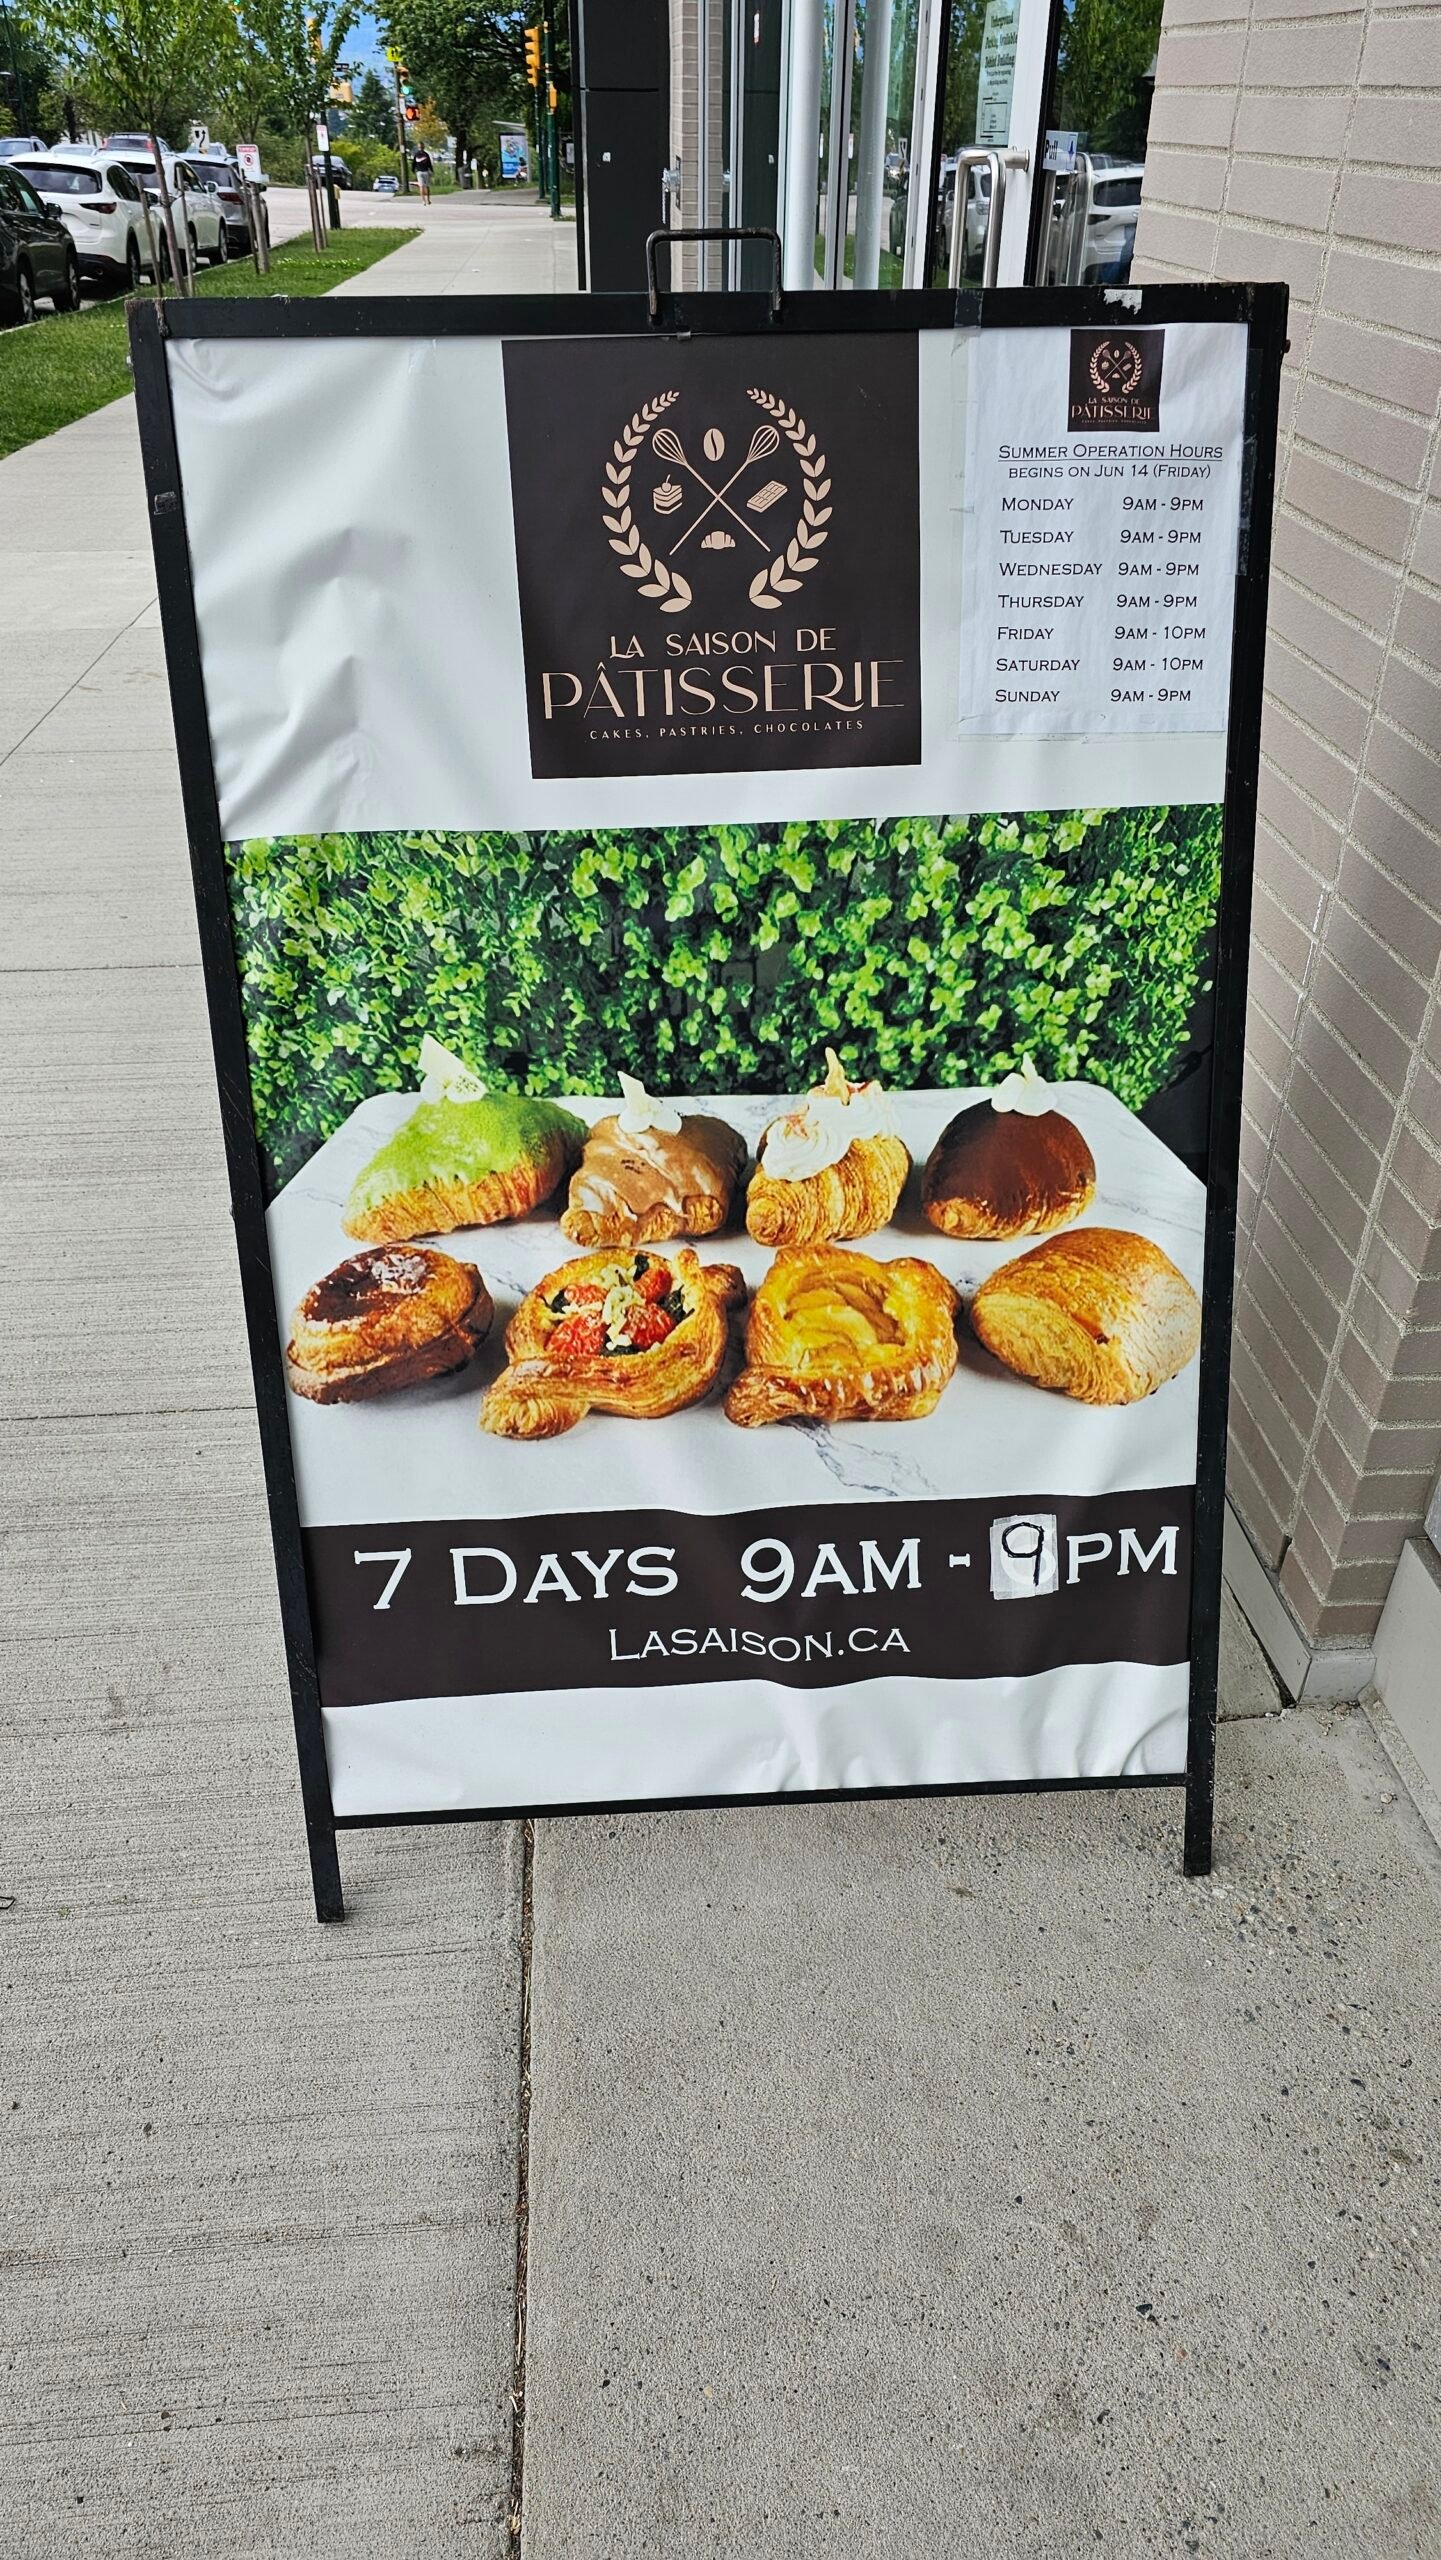 LA SAISON DE
PÂTISSERIE
CAKES, PASTRIES, CHOCOLATES
LA SAISON DE
PÂTISSERIE
SUMMER OPERATION HOURS
BEGINS ON JUN 14 (FRIDAY)
MONDAY 9AM - 9PM
TUESDAY 9AM - 9PM
WEDNESDAY 9AM - 9PM
THURSDAY 9AM - 9PM
FRIDAY 9AM - 10PM
SATURDAY 9AM - 10PM
SUNDAY 9AM - 9PM
7 DAYS 9AM - 9PM
LASAISON.CA
Pull